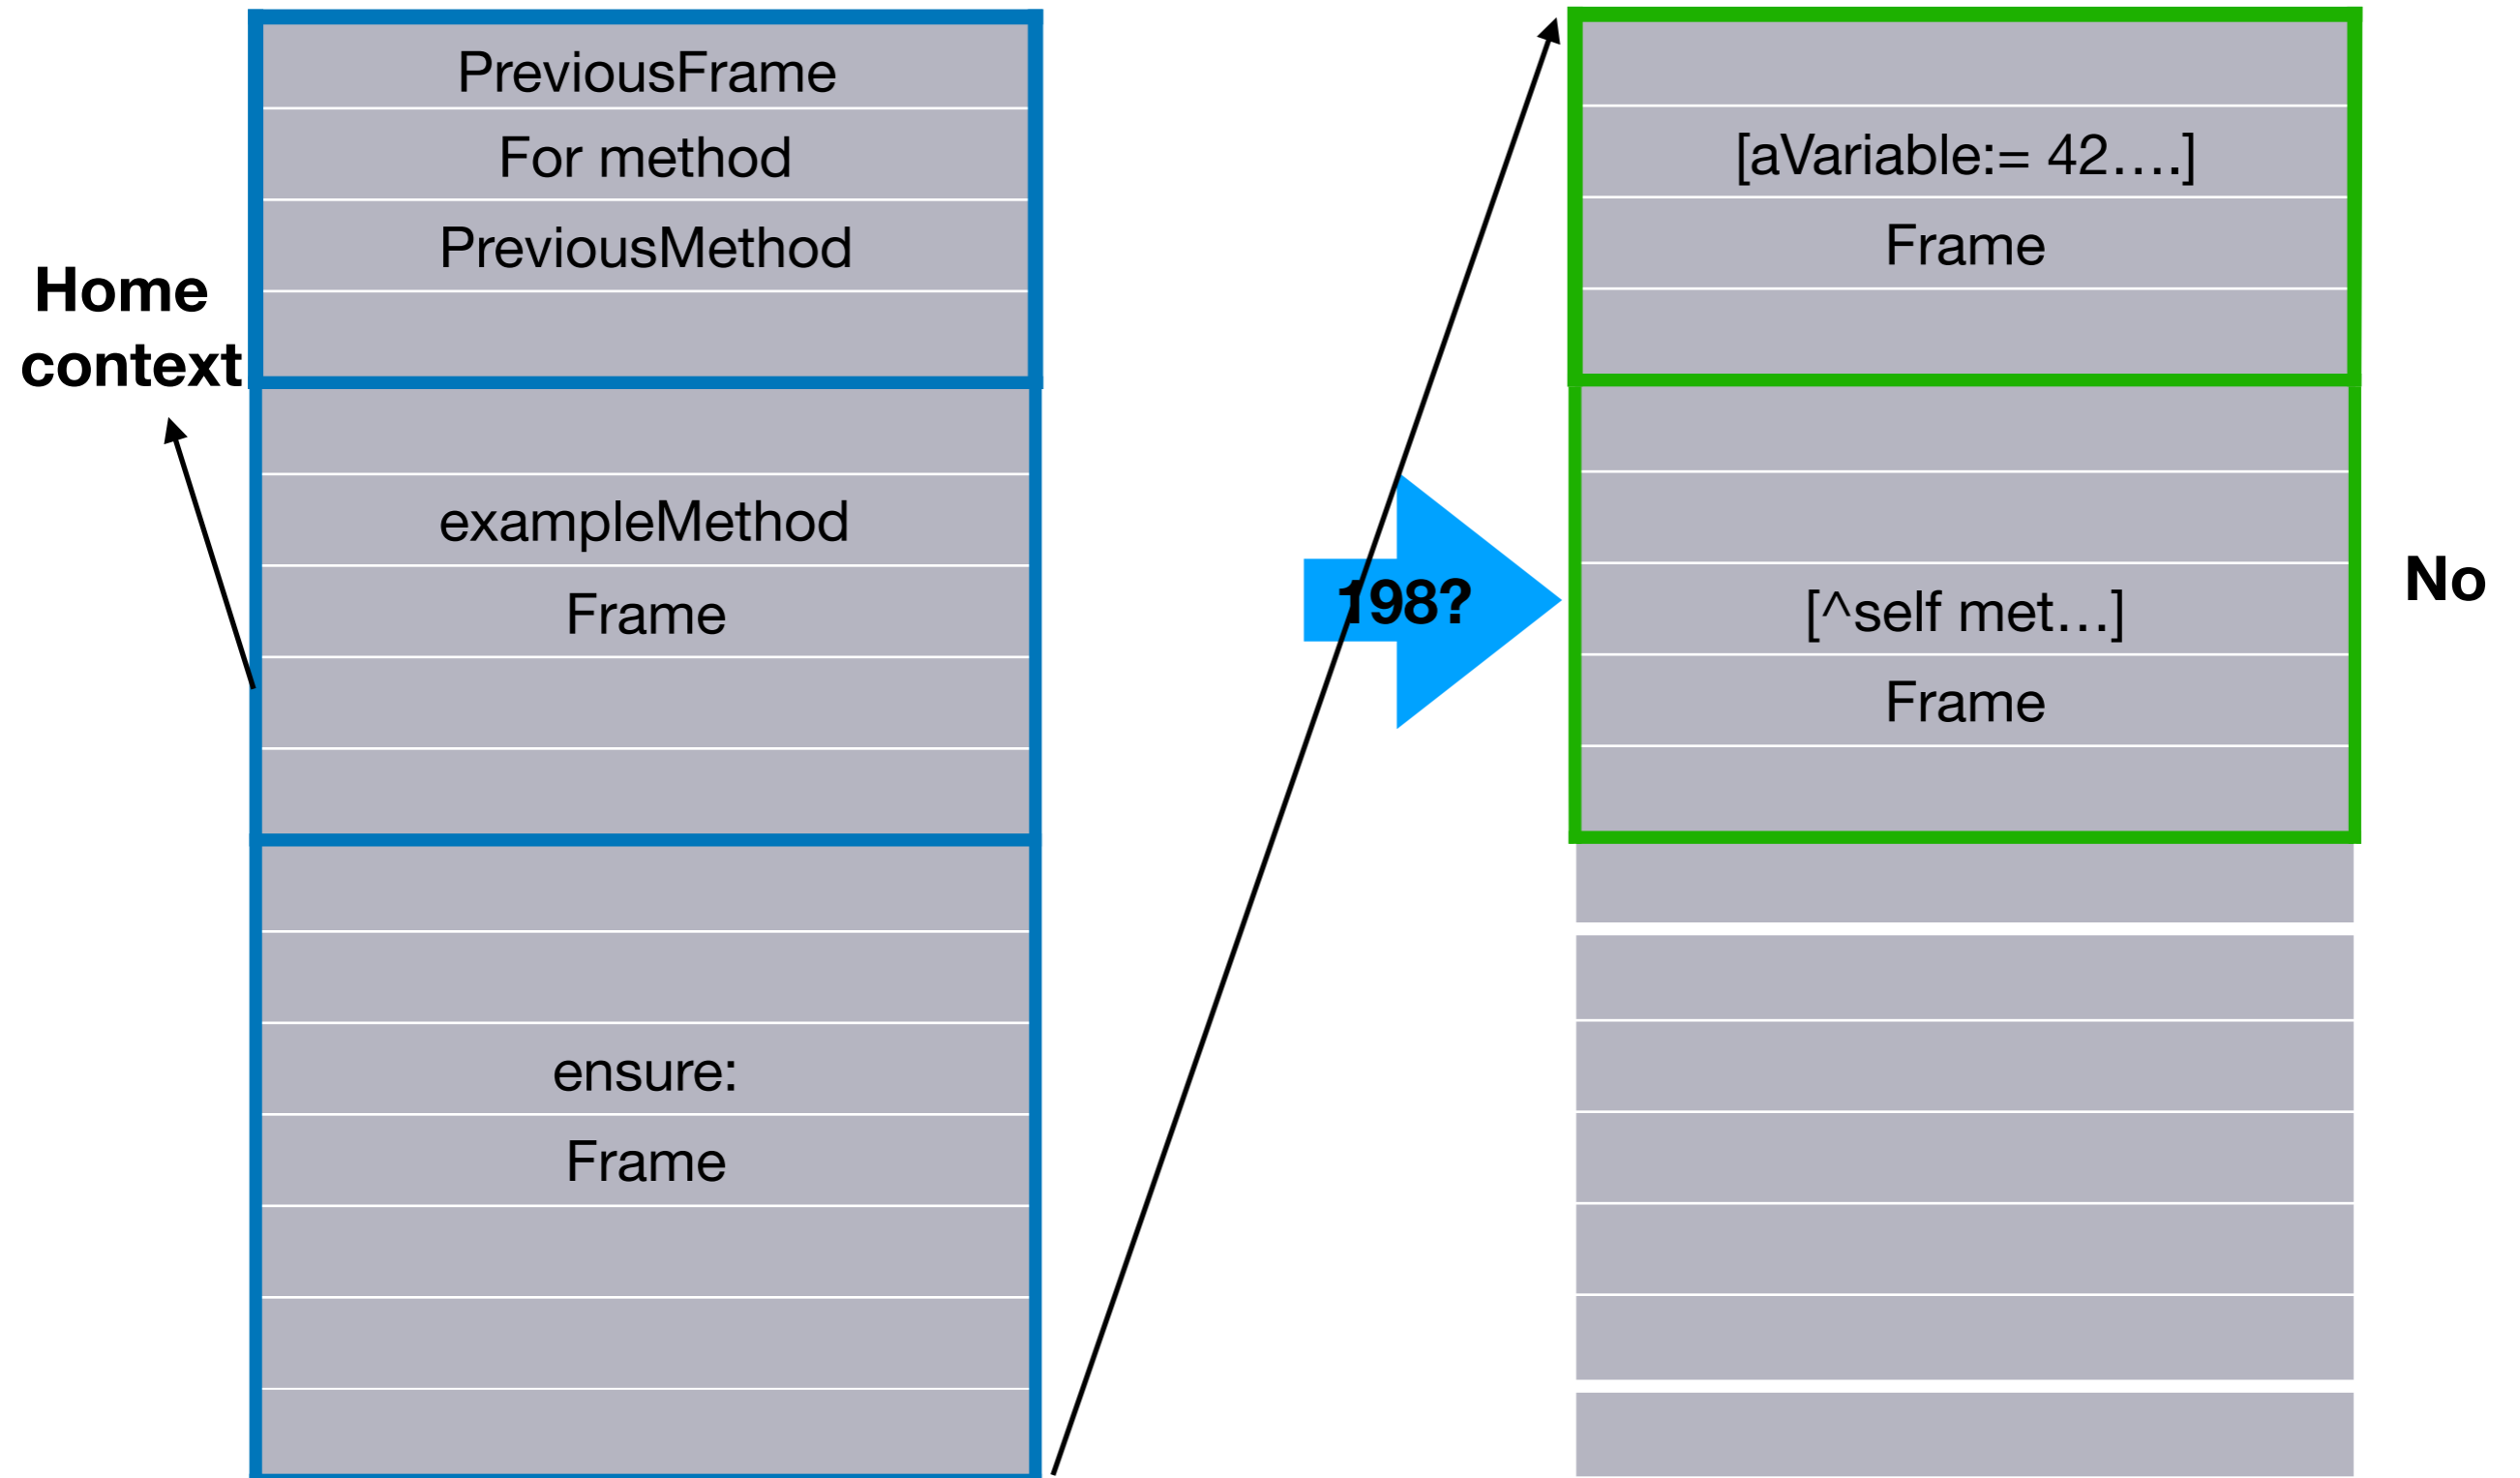 PreviousFrame
For method
PreviousMethod
Home
context
exampleMethod
Frame
ensure:
Frame
198?
[aVariable:= 42….]
Frame
[^self met…]
Frame
No